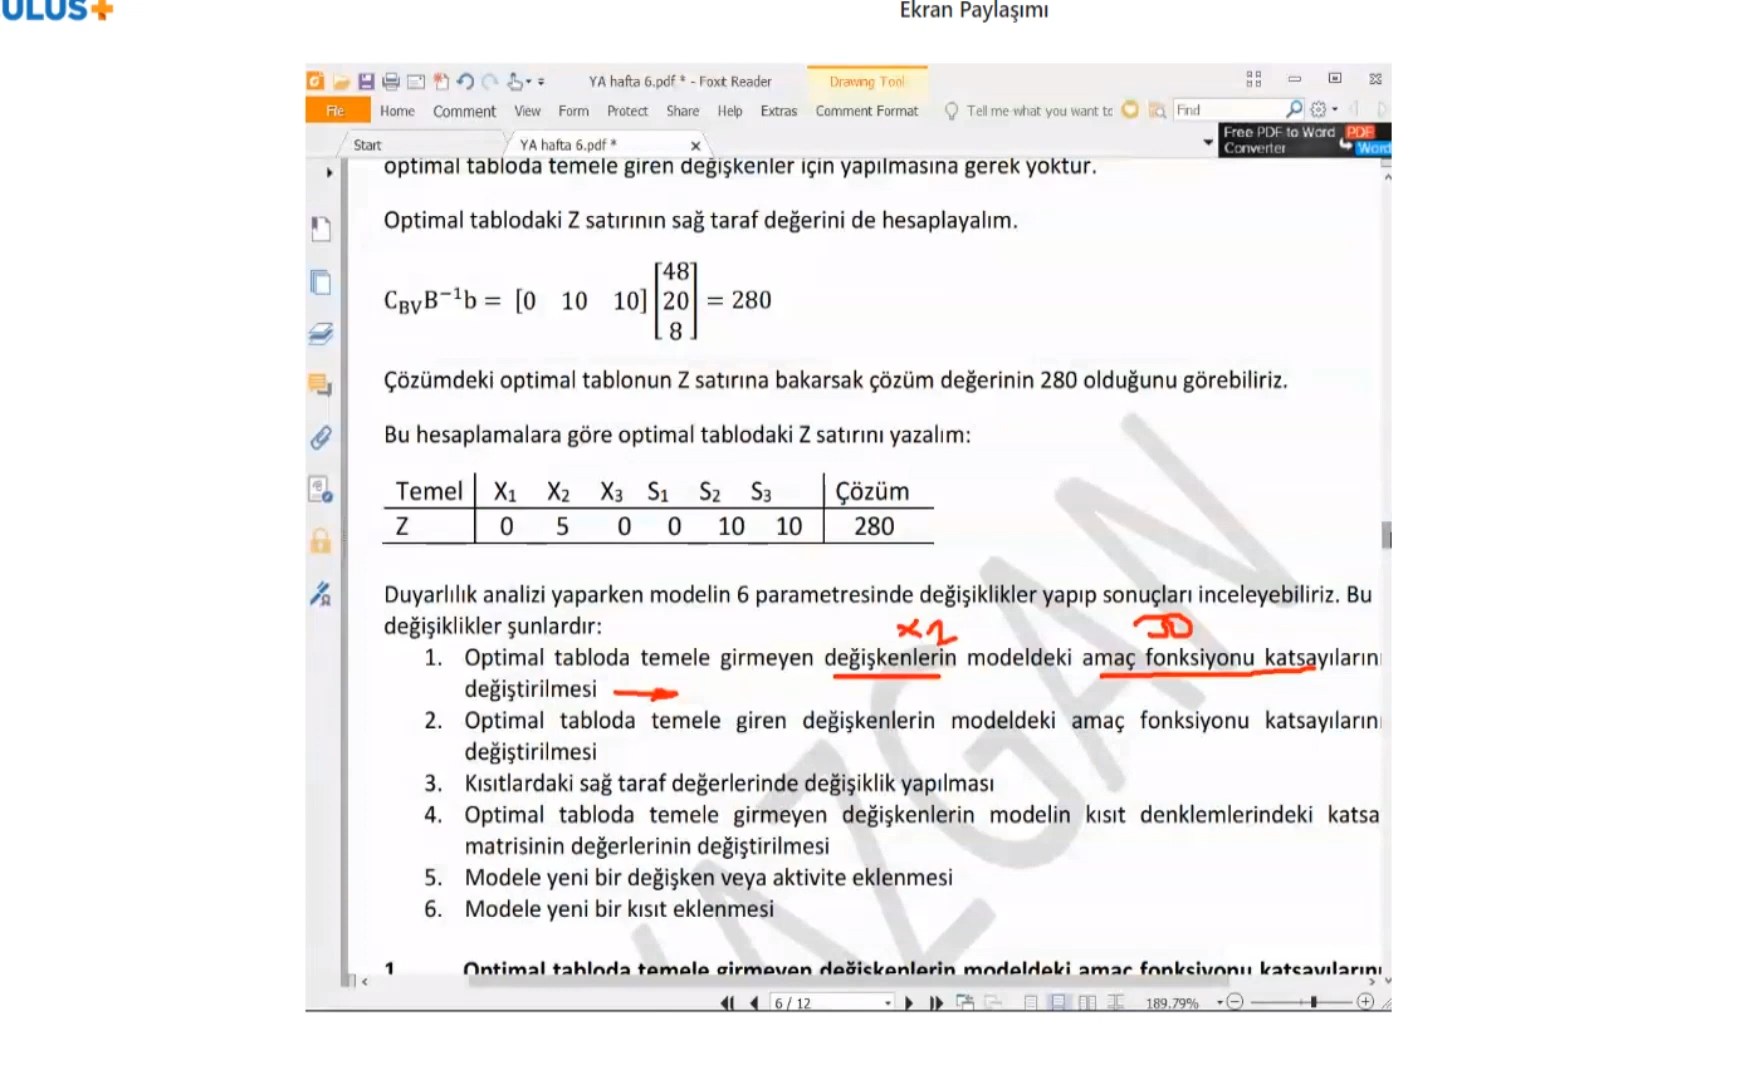 ULUS+
Ekran Paylaşımı
YA hafta 6.pdf * - Foxit Reader
Drawing Tool
File Home Comment View Form Protect Share Help Extras Comment Format Tell me what you want to Find
Free PDF to Word PDF
Converter Word
Start YA hafta 6.pdf *
optimal tabloda temele giren değişkenler için yapılmasına gerek yoktur.
Optimal tablodaki Z satırının sağ taraf değerini de hesaplayalım.
C_BV B⁻¹b = [0 10 10] [48 20 8] = 280
Çözümdeki optimal tablonun Z satırına bakarsak çözüm değerinin 280 olduğunu görebiliriz.
Bu hesaplamalara göre optimal tablodaki Z satırını yazalım:
Temel X₁ X₂ X₃ S₁ S₂ S₃ Çözüm
Z 0 5 0 0 10 10 280
Duyarlılık analizi yaparken modelin 6 parametresinde değişiklikler yapıp sonuçları inceleyebiliriz. Bu
değişiklikler şunlardır:
x2 30
1. Optimal tabloda temele girmeyen değişkenlerin modeldeki amaç fonksiyonu katsayıların
değiştirilmesi
2. Optimal tabloda temele giren değişkenlerin modeldeki amaç fonksiyonu katsayıların
değiştirilmesi
3. Kısıtlardaki sağ taraf değerlerinde değişiklik yapılması
4. Optimal tabloda temele girmeyen değişkenlerin modelin kısıt denklemlerindeki katsa
matrisinin değerlerinin değiştirilmesi
5. Modele yeni bir değişken veya aktivite eklenmesi
6. Modele yeni bir kısıt eklenmesi
1 Optimal tabloda temele girmeyen değişkenlerin modeldeki amaç fonksiyonu katsayılarını
6 / 12 189.79%